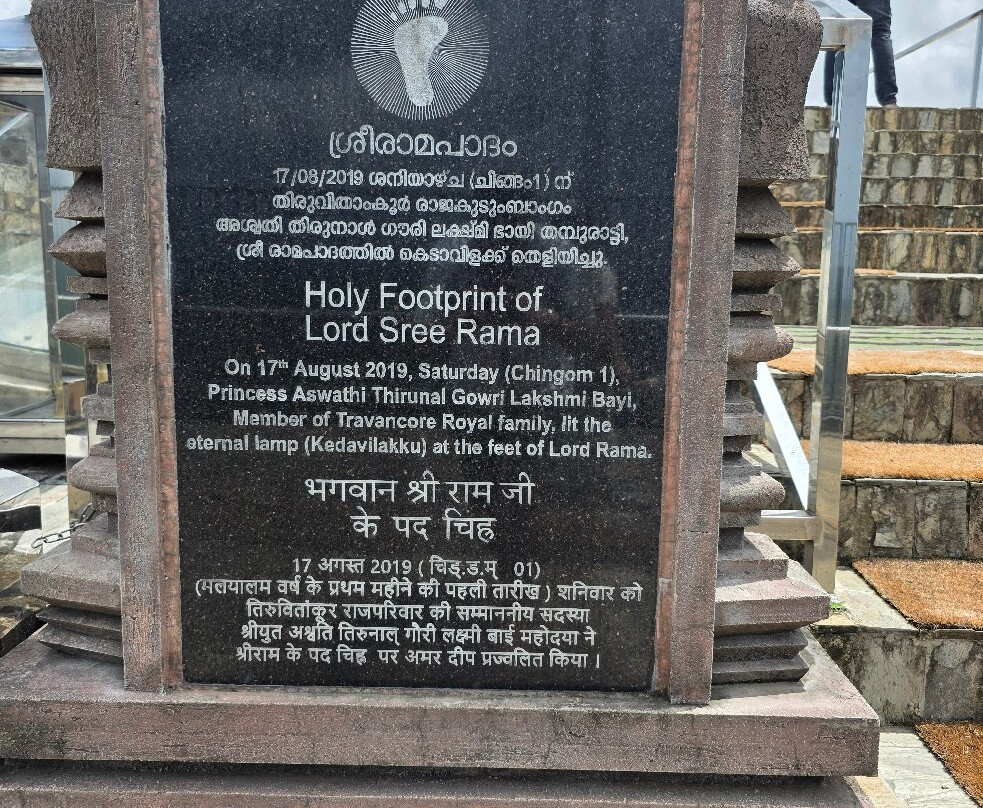 ശ്രീരാമപാദം
17/08/2019 ശനിയാഴ്ച (ചിങ്ങം1) ന്
തിരുവിതാംകൂർ രാജകുടുംബാംഗം
അശ്വതി തിരുനാൾ ഗൗരി ലക്ഷ്മി ഭായി തമ്പുരാട്ടി,
ശ്രീ രാമപാദത്തിൽ കെടാവിളക്ക് തെളിയിച്ചു.
Holy Footprint of
Lord Sree Rama
On 17th August 2019, Saturday (Chingom 1),
Princess Aswathi Thirunal Gowri Lakshmi Bayi,
Member of Travancore Royal family, lit the
eternal lamp (Kedavilakku) at the feet of Lord Rama.
भगवान श्री राम जी
के पद चिह्न
17 अगस्त 2019 ( चिड्.ड.म् 01)
(मलयालम वर्ष के प्रथम महीने की पहली तारीख ) शनिवार को
तिरुवितांकूर राजपरिवार की सम्माननीय सदस्या
श्रीयुत अश्वति तिरुनाल् गौरी लक्ष्मी बाई महोदया ने
श्रीराम के पद चिह्न पर अमर दीप प्रज्वलित किया ।